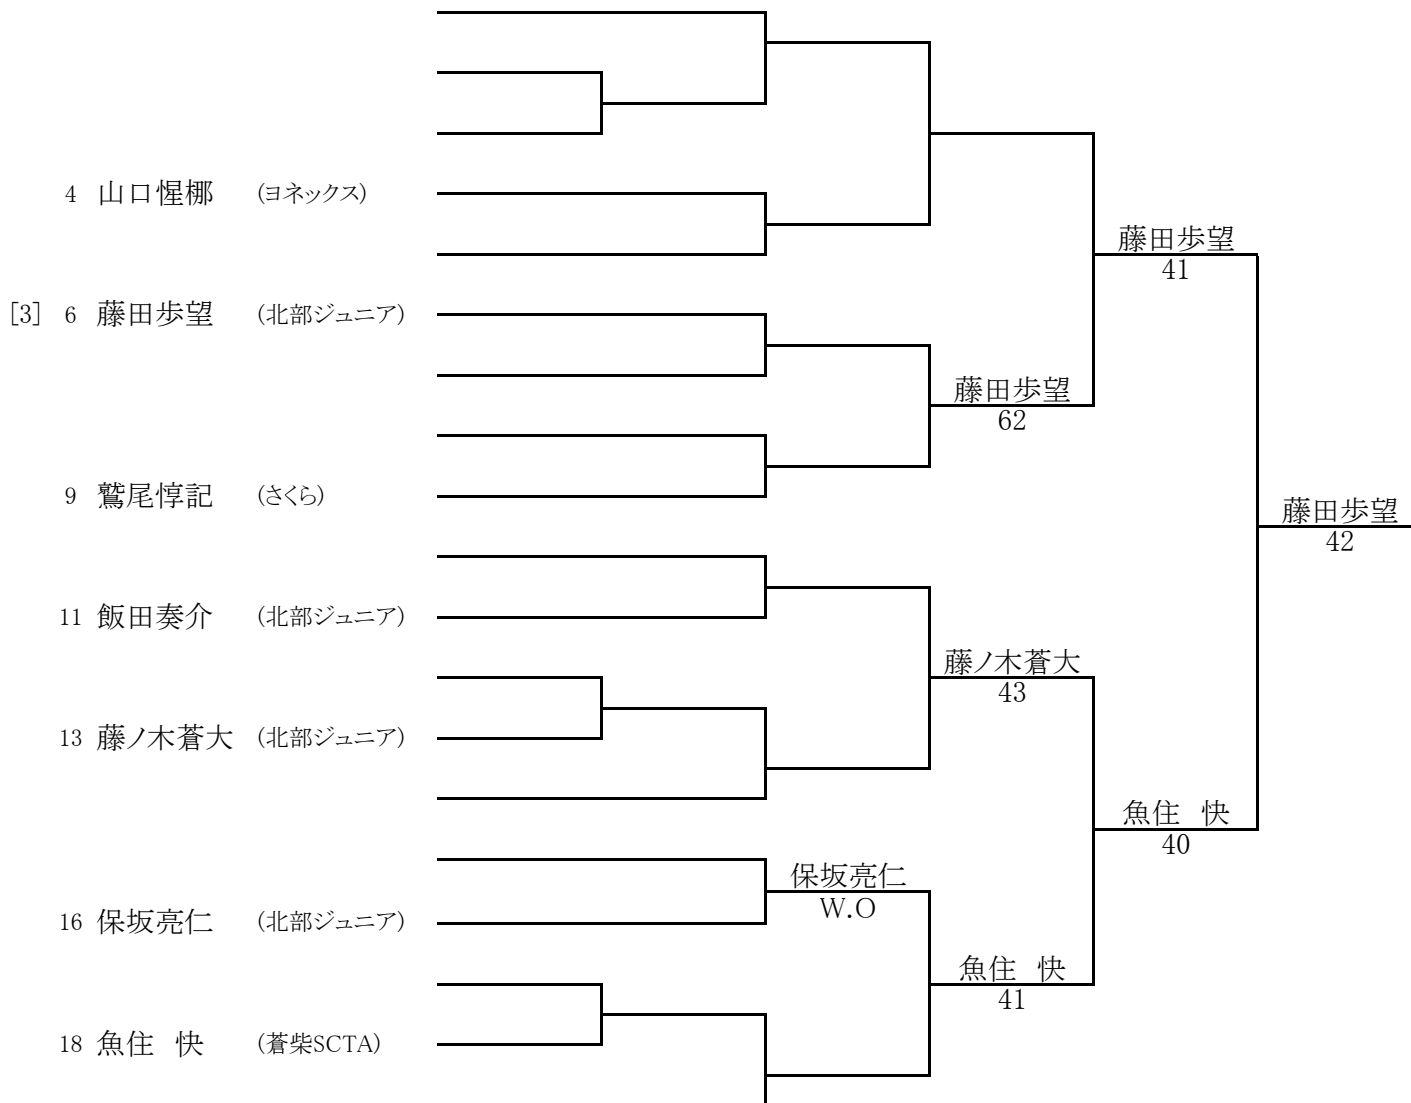 4 山口惺梛 (ヨネックス)
藤田歩望
41
[3] 6 藤田歩望 (北部ジュニア)
藤田歩望
62
9 鷲尾惇記 (さくら)
藤田歩望
42
11 飯田奏介 (北部ジュニア)
藤ノ木蒼大
43
13 藤ノ木蒼大 (北部ジュニア)
魚住 快
40
保坂亮仁
W.O
16 保坂亮仁 (北部ジュニア)
魚住 快
41
18 魚住 快 (蒼柴SCTA)